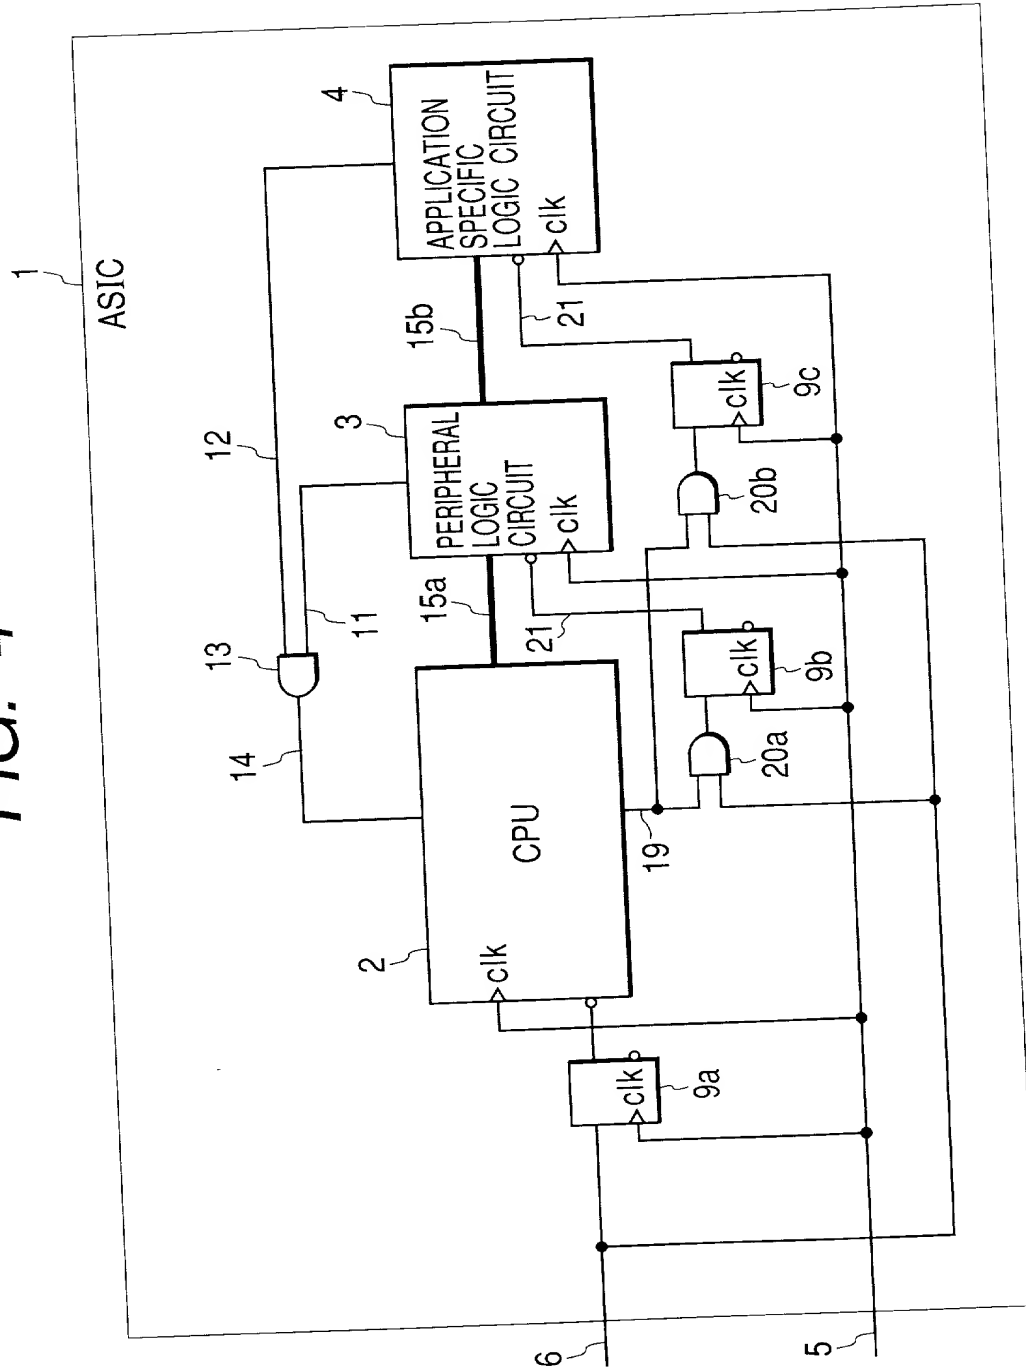 1
ASIC
4
APPLICATION
SPECIFIC
LOGIC CIRCUIT
clk
12
15b
21
3
PERIPHERAL
LOGIC
CIRCUIT
clk
clk
9c
20b
11
13
15a
21
clk
9b
20a
14
CPU
19
2
clk
clk
9a
6
5